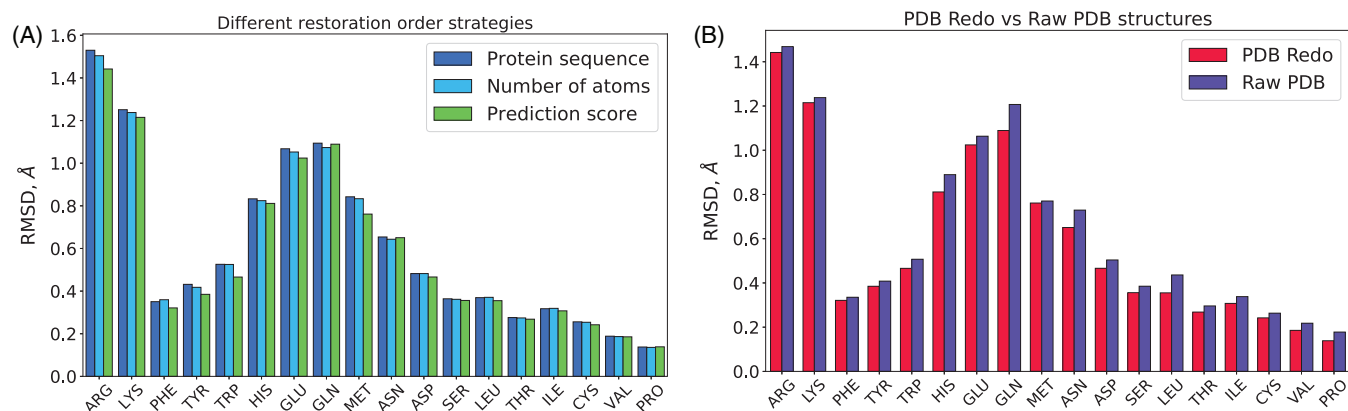 (A)
Different restoration order strategies
Protein sequence
Number of atoms
Prediction score
RMSD, Å
1.6
1.4
1.2
1.0
0.8
0.6
0.4
0.2
0.0
ARG LYS PHE TYR TRP HIS GLU GLN MET ASN ASP SER LEU THR ILE CYS VAL PRO
(B)
PDB Redo vs Raw PDB structures
PDB Redo
Raw PDB
RMSD, Å
1.4
1.2
1.0
0.8
0.6
0.4
0.2
0.0
ARG LYS PHE TYR TRP HIS GLU GLN MET ASN ASP SER LEU THR ILE CYS VAL PRO